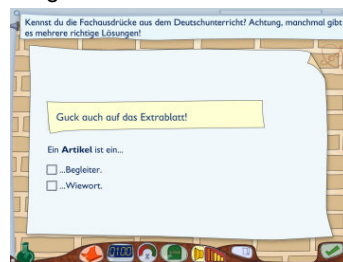 Kennst du die Fachausdrücke aus dem Deutschunterricht? Achtung, manchmal gibt
es mehrere richtige Lösungen!
Guck auch auf das Extrablatt!
Ein Artikel ist ein...
...Begleiter.
...Wiewort.